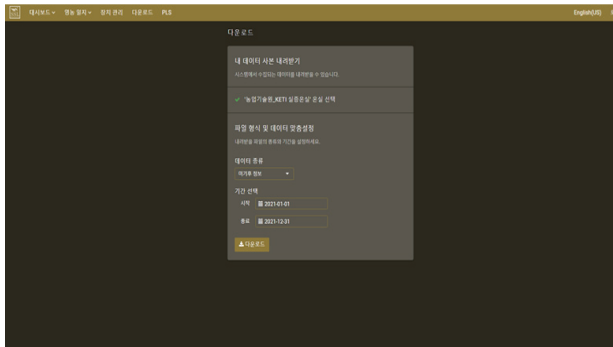 대시보드 영농 일지 장치 관리 다운로드 PLS English(US)
다운로드
내 데이터 사본 내려받기
시스템에서 수집되는 데이터를 내려받을 수 있습니다.
'농업기술원_KETI 실증온실' 온실 선택
파일 형식 및 데이터 맞춤설정
내려받을 파일의 종류와 기간을 설정하세요.
데이터 종류
외기후 정보
기간 선택
시작 2021-01-01
종료 2021-12-31
다운로드